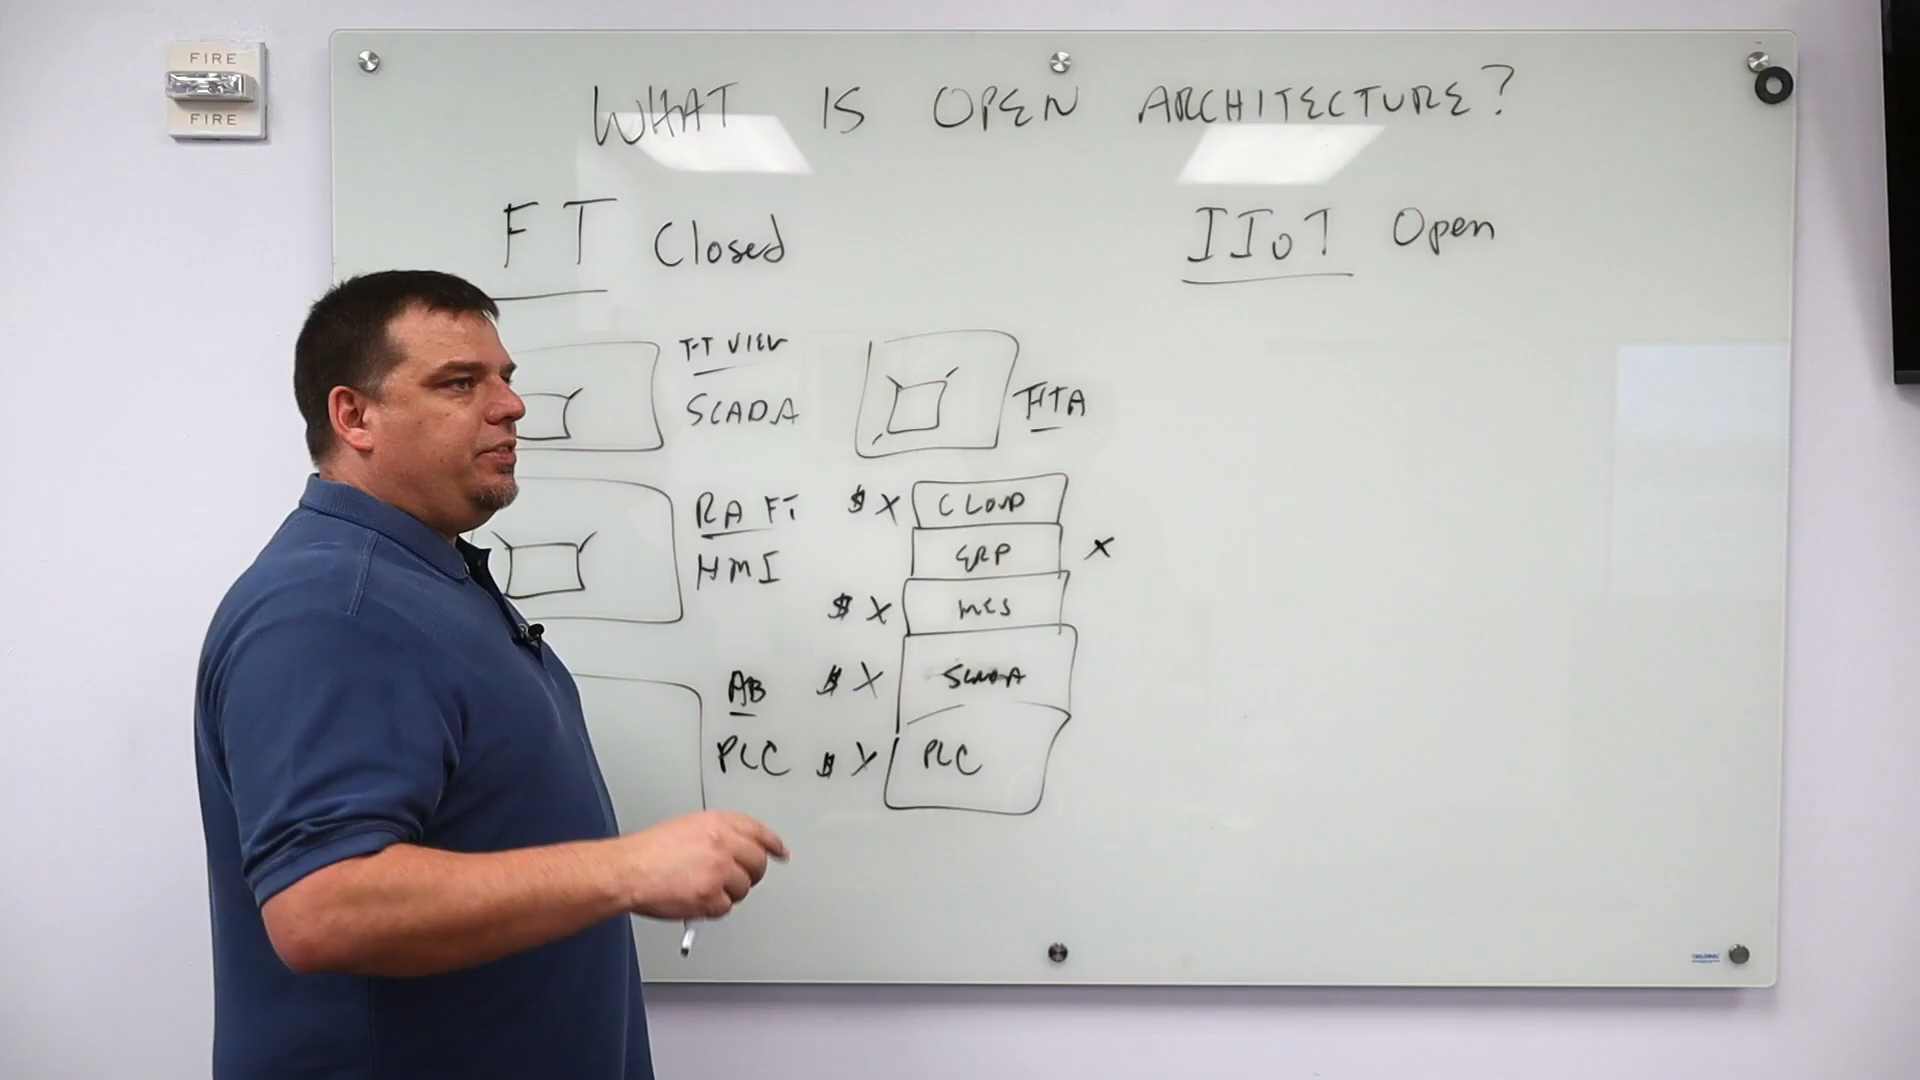 FIRE
FIRE
WHAT IS OPEN ARCHITECTURE?
FT Closed
IIoT Open
FT VIEW
SCADA
FTA
RA FT
HMI
$ X CLOUD
ERP X
$ X MES
AB
$ X SCADA
PLC
$ X PLC